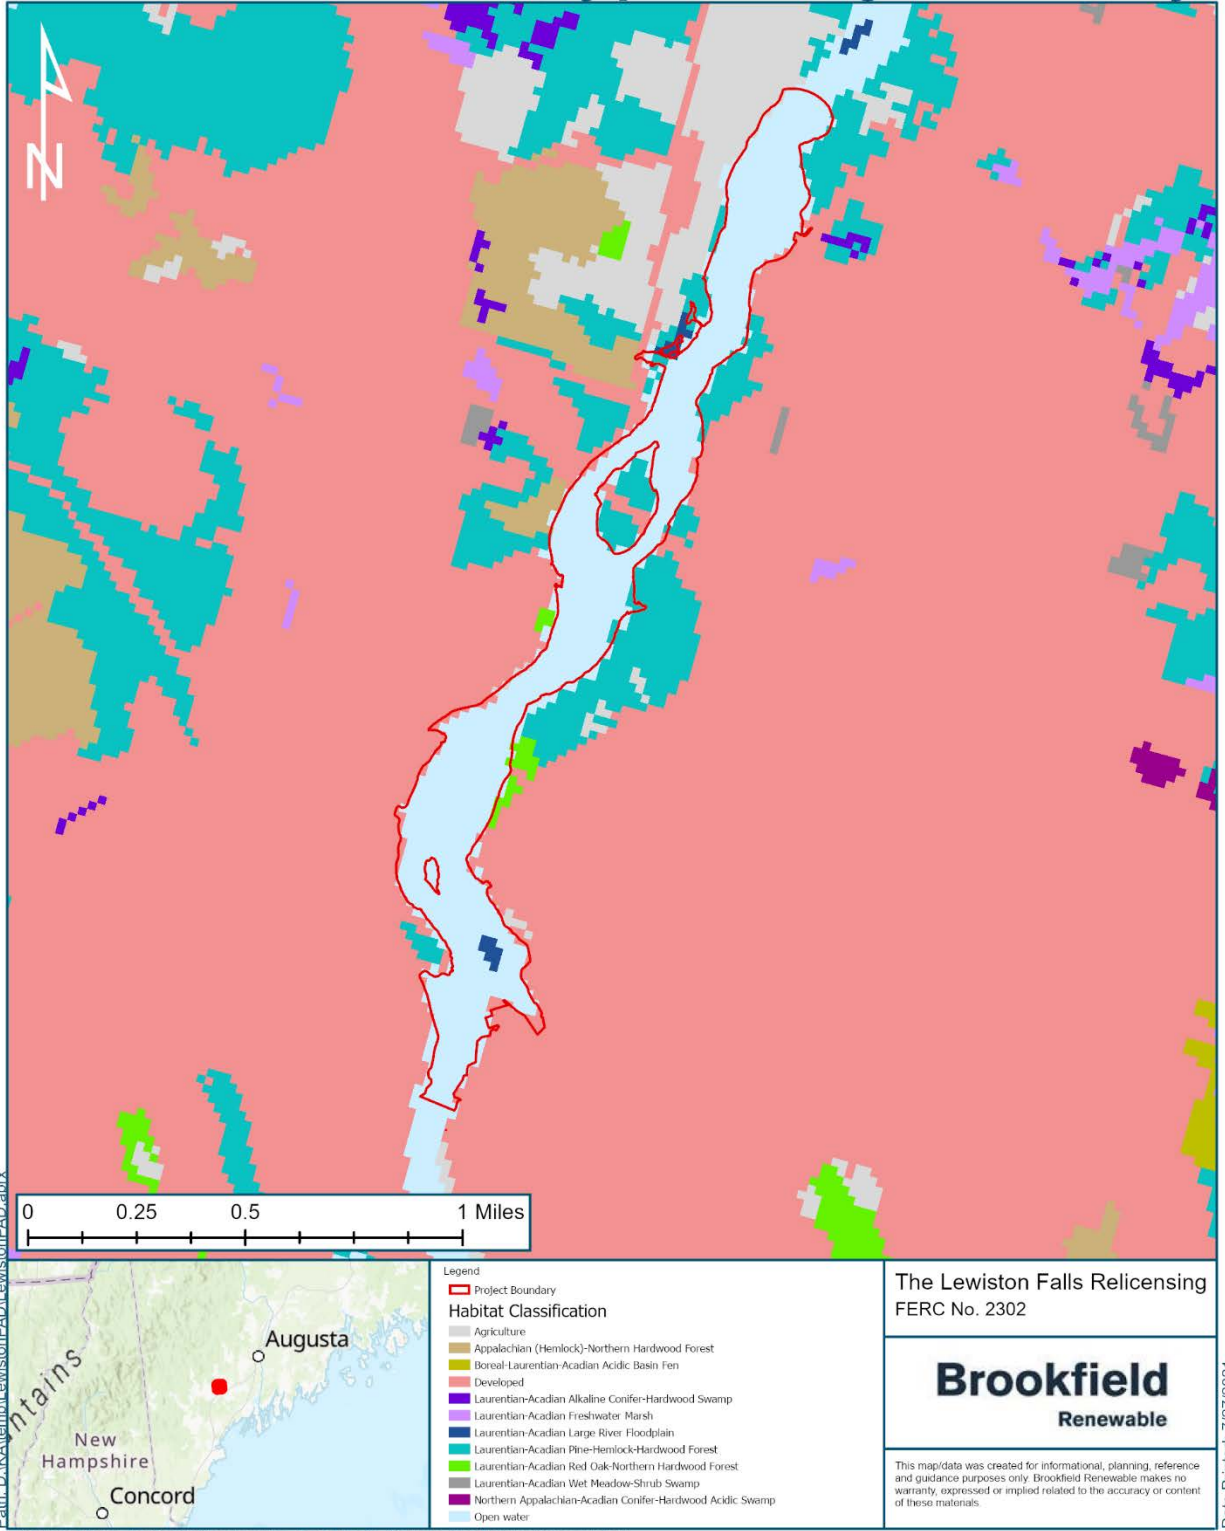 N
0 0.25 0.5 1 Miles
Augusta
ntains
New
Hampshire
Concord
Legend
Project Boundary
Habitat Classification
Agriculture
Appalachian (Hemlock)-Northern Hardwood Forest
Boreal-Laurentian-Acadian Acidic Basin Fen
Developed
Laurentian-Acadian Alkaline Conifer-Hardwood Swamp
Laurentian-Acadian Freshwater Marsh
Laurentian-Acadian Large River Floodplain
Laurentian-Acadian Pine-Hemlock-Hardwood Forest
Laurentian-Acadian Red Oak-Northern Hardwood Forest
Laurentian-Acadian Wet Meadow-Shrub Swamp
Northern Appalachian-Acadian Conifer-Hardwood Acidic Swamp
Open water
The Lewiston Falls Relicensing
FERC No. 2302
Brookfield
Renewable
This map/data was created for informational, planning, reference
and guidance purposes only. Brookfield Renewable makes no
warranty, expressed or implied related to the accuracy or content
of these materials.